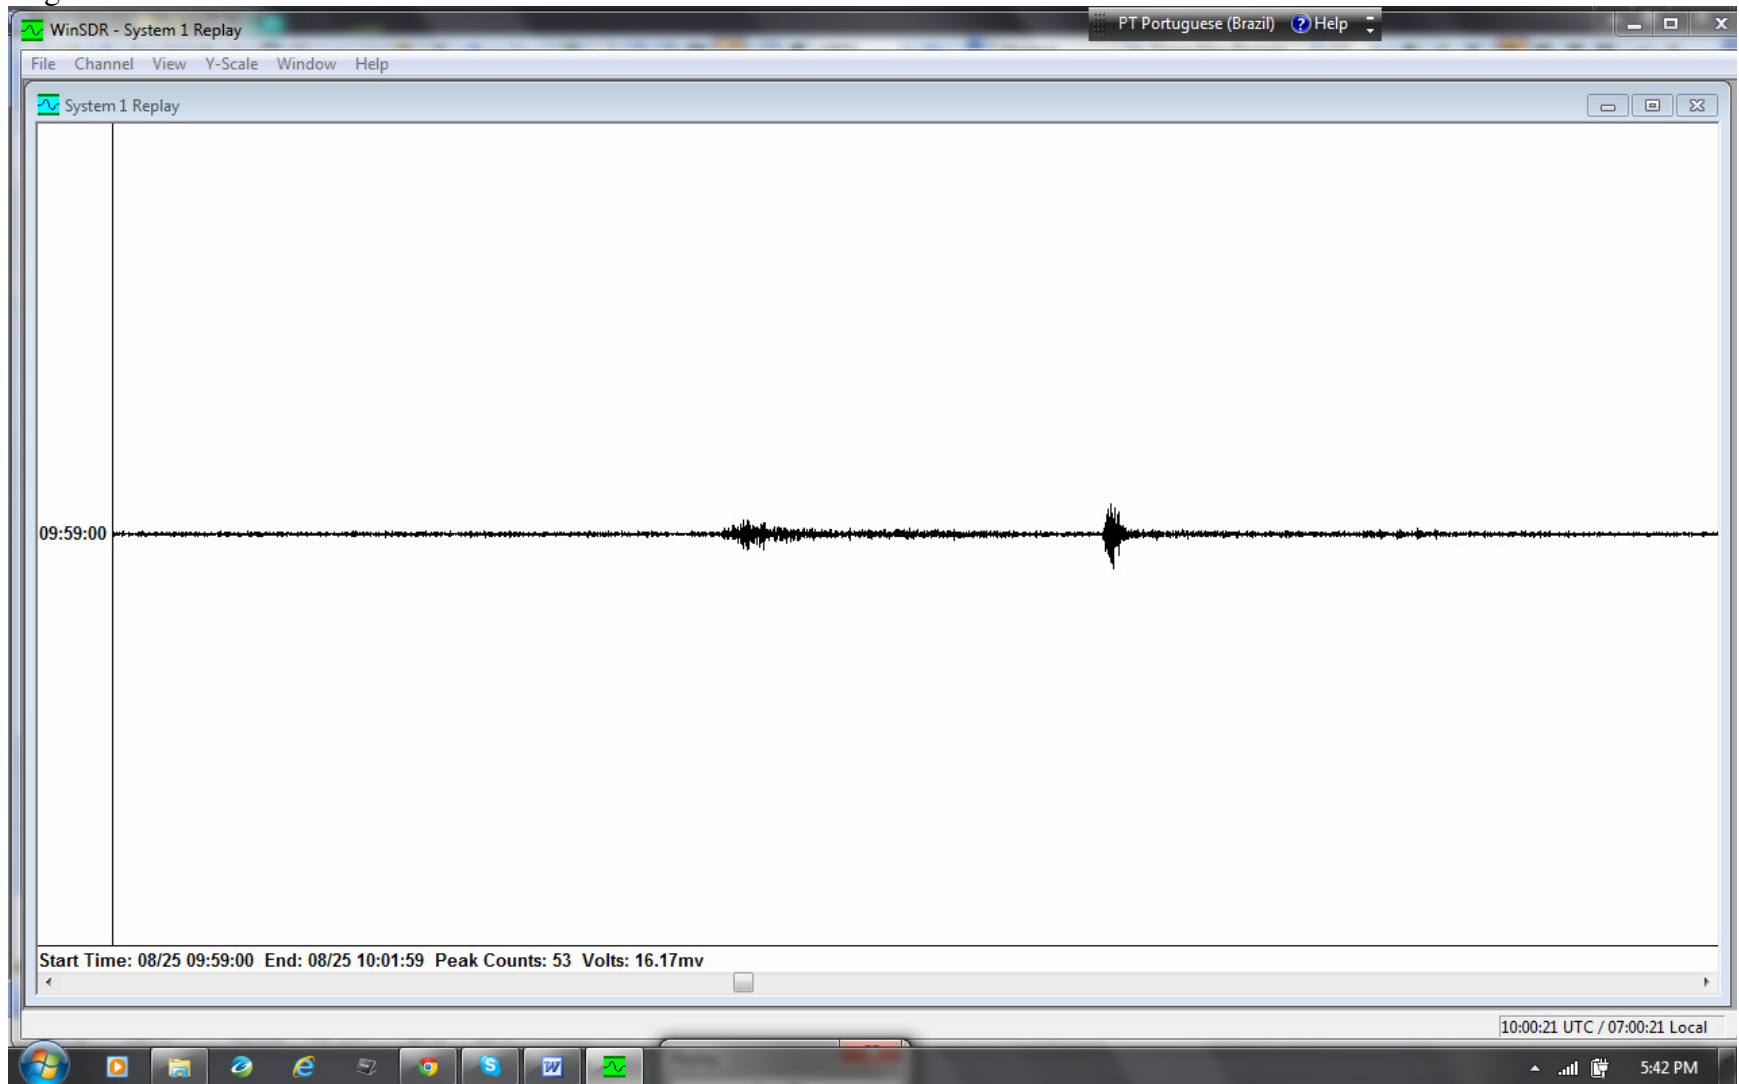 WinSDR - System 1 Replay
PT Portuguese (Brazil) Help
File Channel View Y-Scale Window Help
System 1 Replay
09:59:00
Start Time: 08/25 09:59:00 End: 08/25 10:01:59 Peak Counts: 53 Volts: 16.17mv
10:00:21 UTC / 07:00:21 Local
5:42 PM